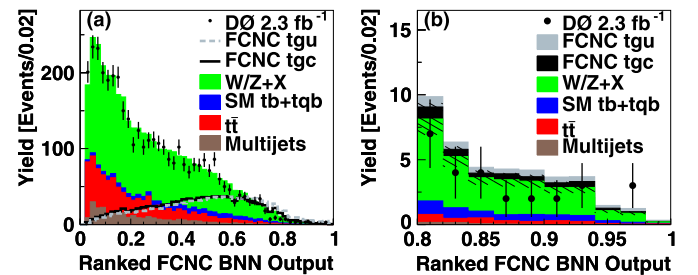 (a)
DØ 2.3 fb⁻¹
FCNC tgu
FCNC tgc
W/Z+X
SM tb+tqb
tt̄
Multijets
Yield [Events/0.02]
200
100
0
0 0.2 0.4 0.6 0.8 1
Ranked FCNC BNN Output
(b)
DØ 2.3 fb⁻¹
FCNC tgu
FCNC tgc
W/Z+X
SM tb+tqb
tt̄
Multijets
Yield [Events/0.02]
15
10
5
0
0.8 0.85 0.9 0.95 1
Ranked FCNC BNN Output